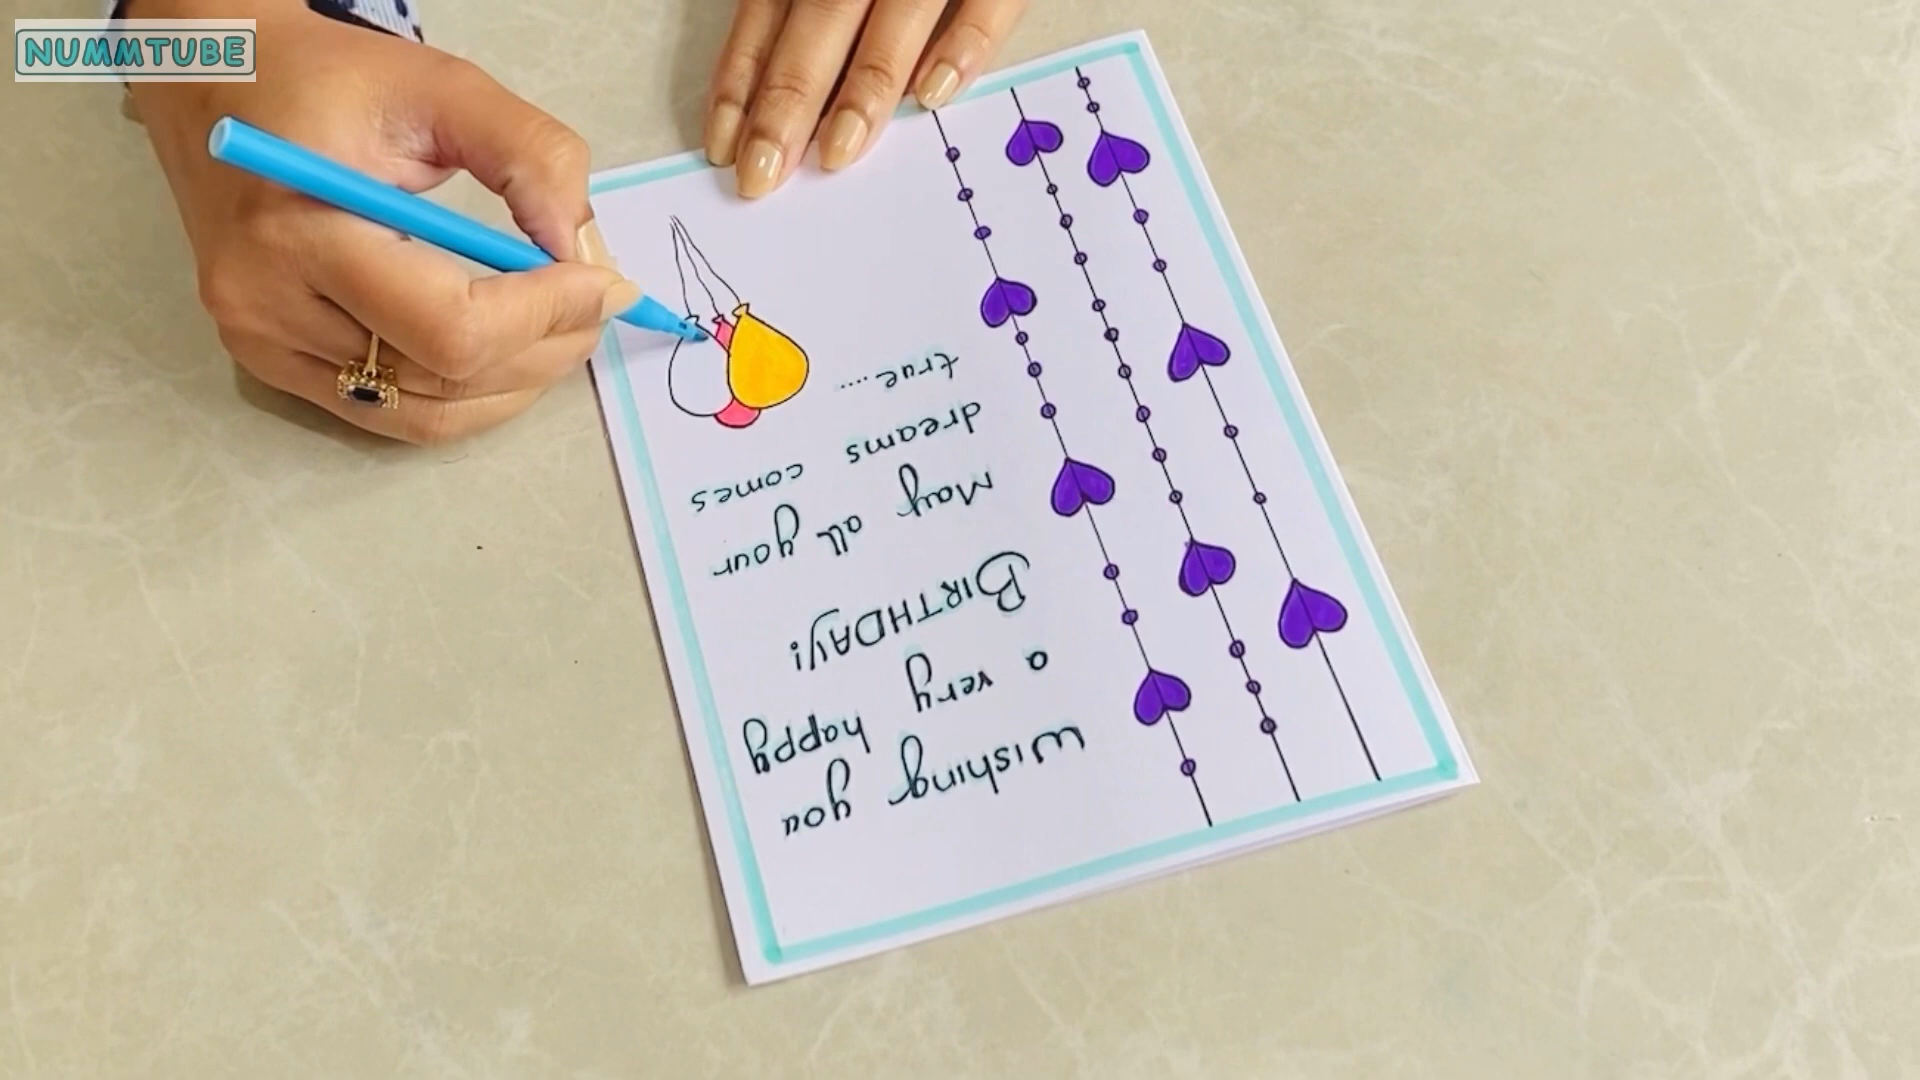 NUMMTUBE
Wishing you
a very happy
BIRTHDAY!
May all your
dreams comes
true....